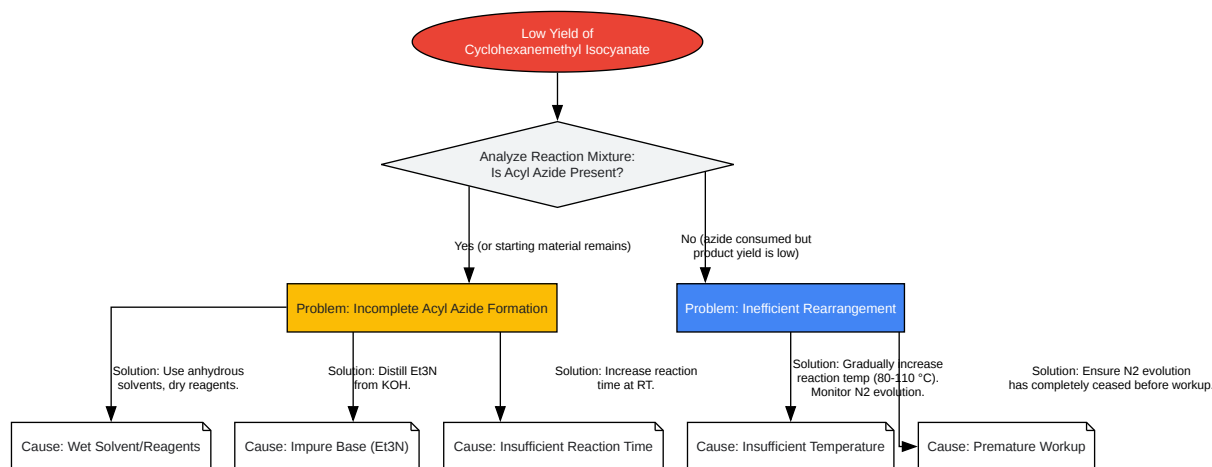 Low Yield of
Cyclohexanemethyl Isocyanate
Analyze Reaction Mixture:
Is Acyl Azide Present?
Yes (or starting material remains)
No (azide consumed but
product yield is low)
Problem: Incomplete Acyl Azide Formation
Problem: Inefficient Rearrangement
Solution: Use anhydrous
solvents, dry reagents.
Solution: Distill Et3N
from KOH.
Solution: Increase reaction
time at RT.
Solution: Gradually increase
reaction temp (80-110 °C).
Monitor N2 evolution.
Solution: Ensure N2 evolution
has completely ceased before workup.
Cause: Wet Solvent/Reagents
Cause: Impure Base (Et3N)
Cause: Insufficient Reaction Time
Cause: Insufficient Temperature
Cause: Premature Workup